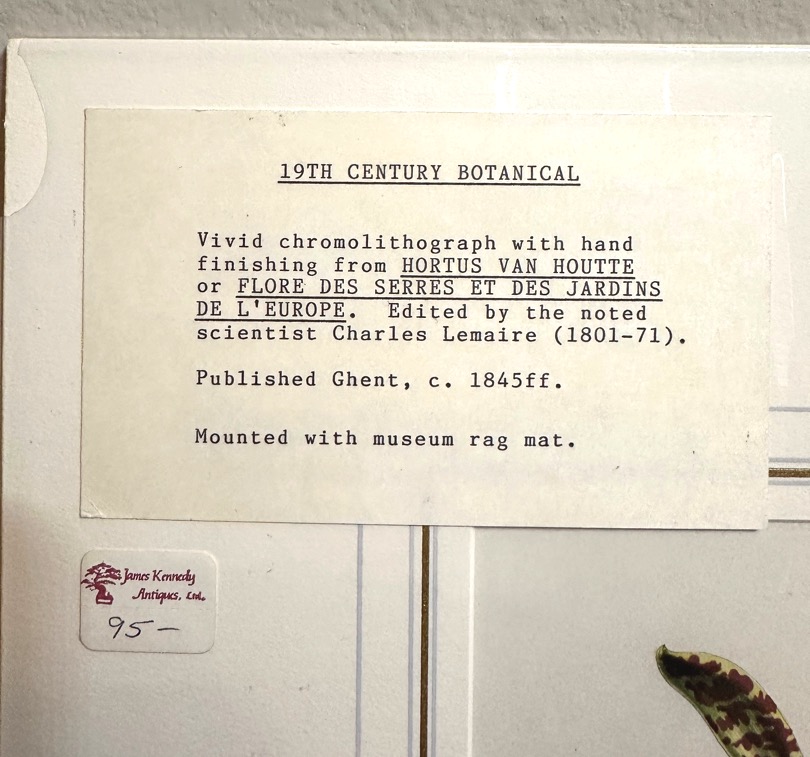 19TH CENTURY BOTANICAL
Vivid chromolithograph with hand
finishing from HORTUS VAN HOUTTE
or FLORE DES SERRES ET DES JARDINS
DE L'EUROPE. Edited by the noted
scientist Charles Lemaire (1801-71).
Published Ghent, c. 1845ff.
Mounted with museum rag mat.
James Kennedy
Antiques, Ltd.
95—